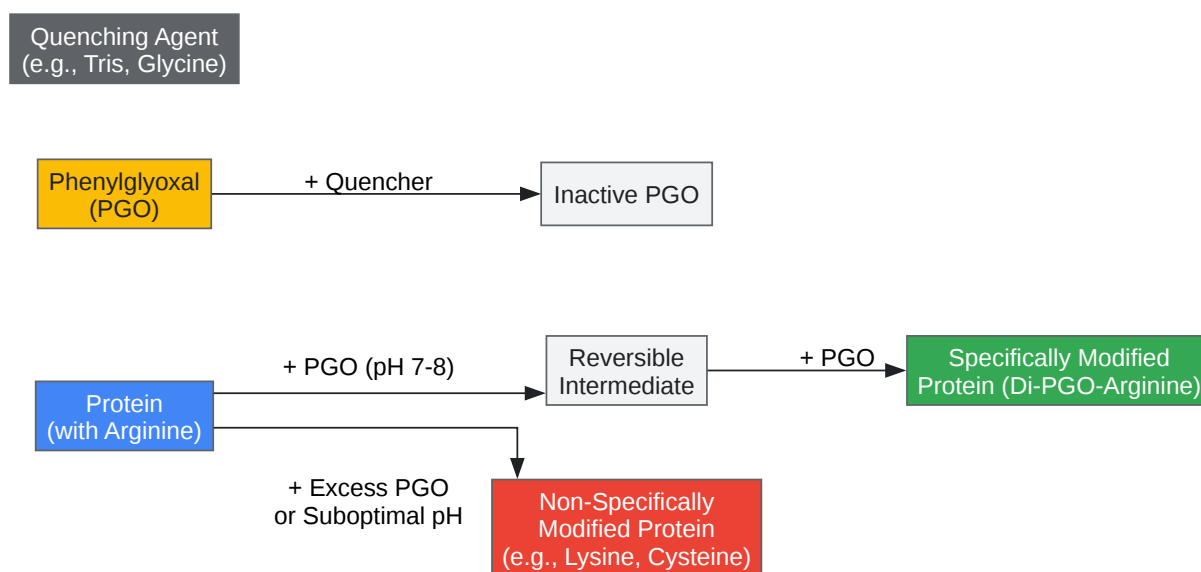 Quenching Agent
(e.g., Tris, Glycine)
Phenylglyoxal
(PGO)
+ Quencher
Inactive PGO
Protein
(with Arginine)
+ PGO (pH 7-8)
Reversible
Intermediate
+ PGO
Specifically Modified
Protein (Di-PGO-Arginine)
+ Excess PGO
or Suboptimal pH
Non-Specifically
Modified Protein
(e.g., Lysine, Cysteine)